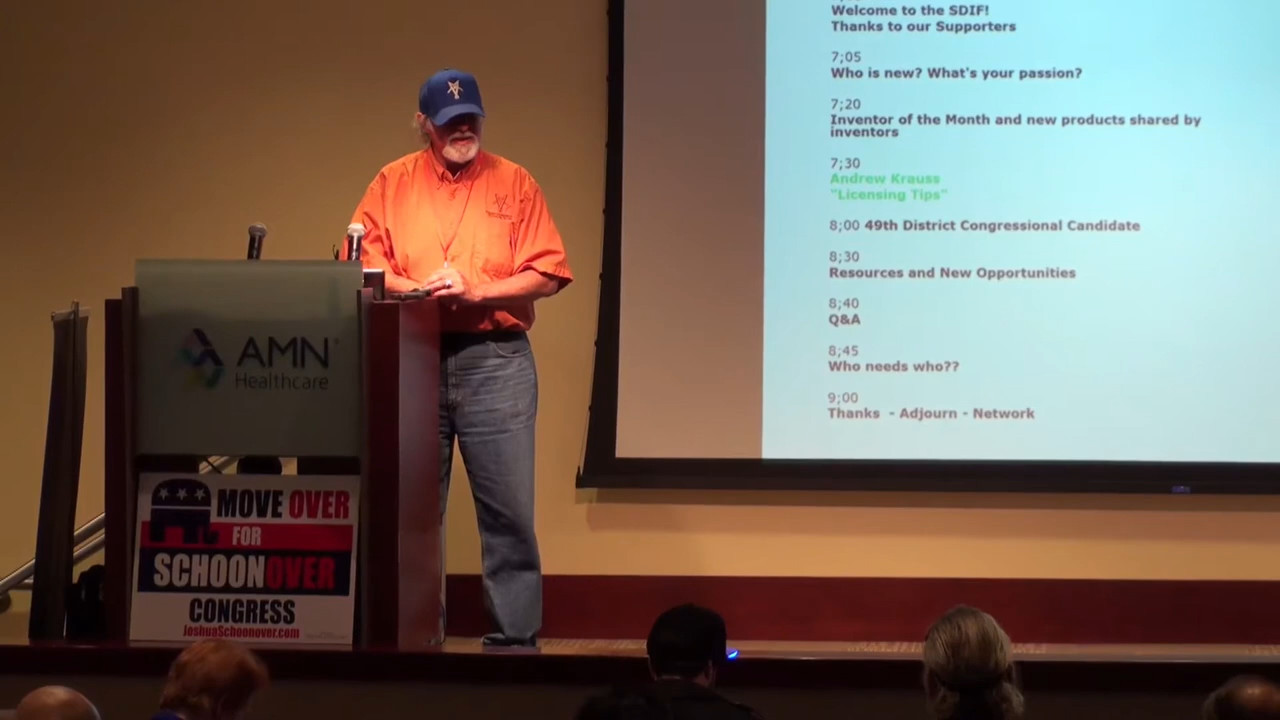 Welcome to the SDIF!
Thanks to our Supporters
7;05
Who is new? What's your passion?
7;20
Inventor of the Month and new products shared by
inventors
7;30
Andrew Krauss
"Licensing Tips"
8;00 49th District Congressional Candidate
8;30
Resources and New Opportunities
8;40
Q&A
8;45
Who needs who??
9;00
Thanks - Adjourn - Network
AMN
Healthcare
MOVE OVER
FOR
SCHOONOVER
CONGRESS
JoshuaSchoonover.com